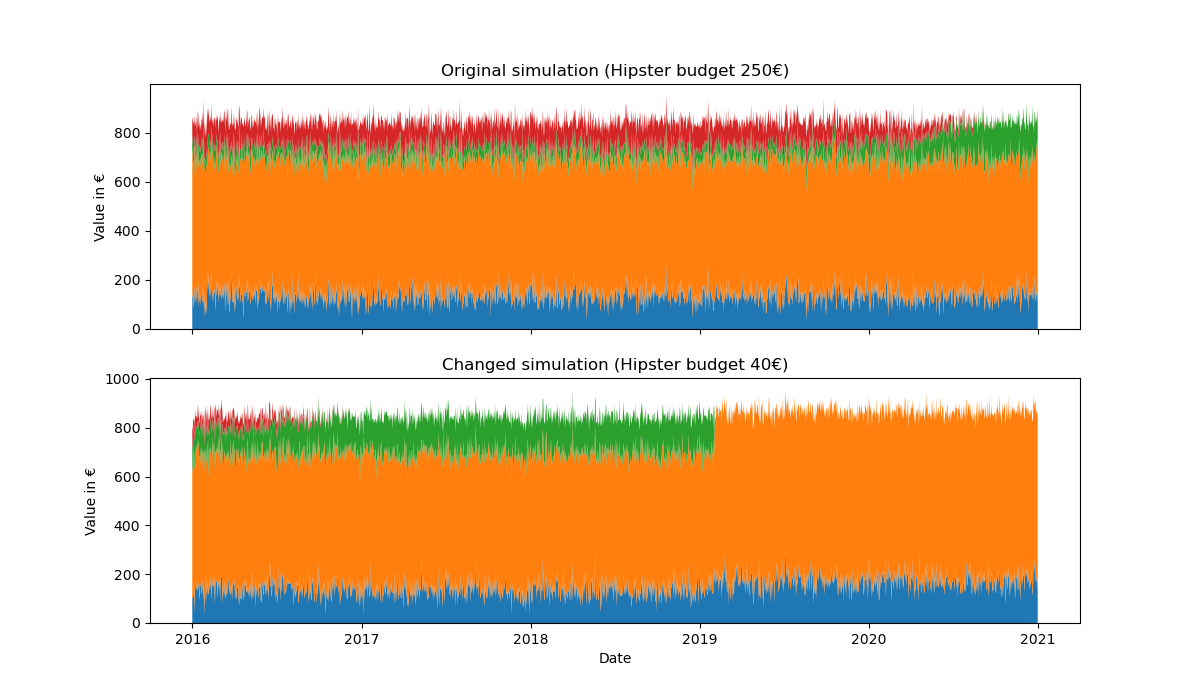 Original simulation (Hipster budget 250€)
800
600
400
200
0
Value in €
Changed simulation (Hipster budget 40€)
1000
800
600
400
200
0
Value in €
2016 2017 2018 2019 2020 2021
Date